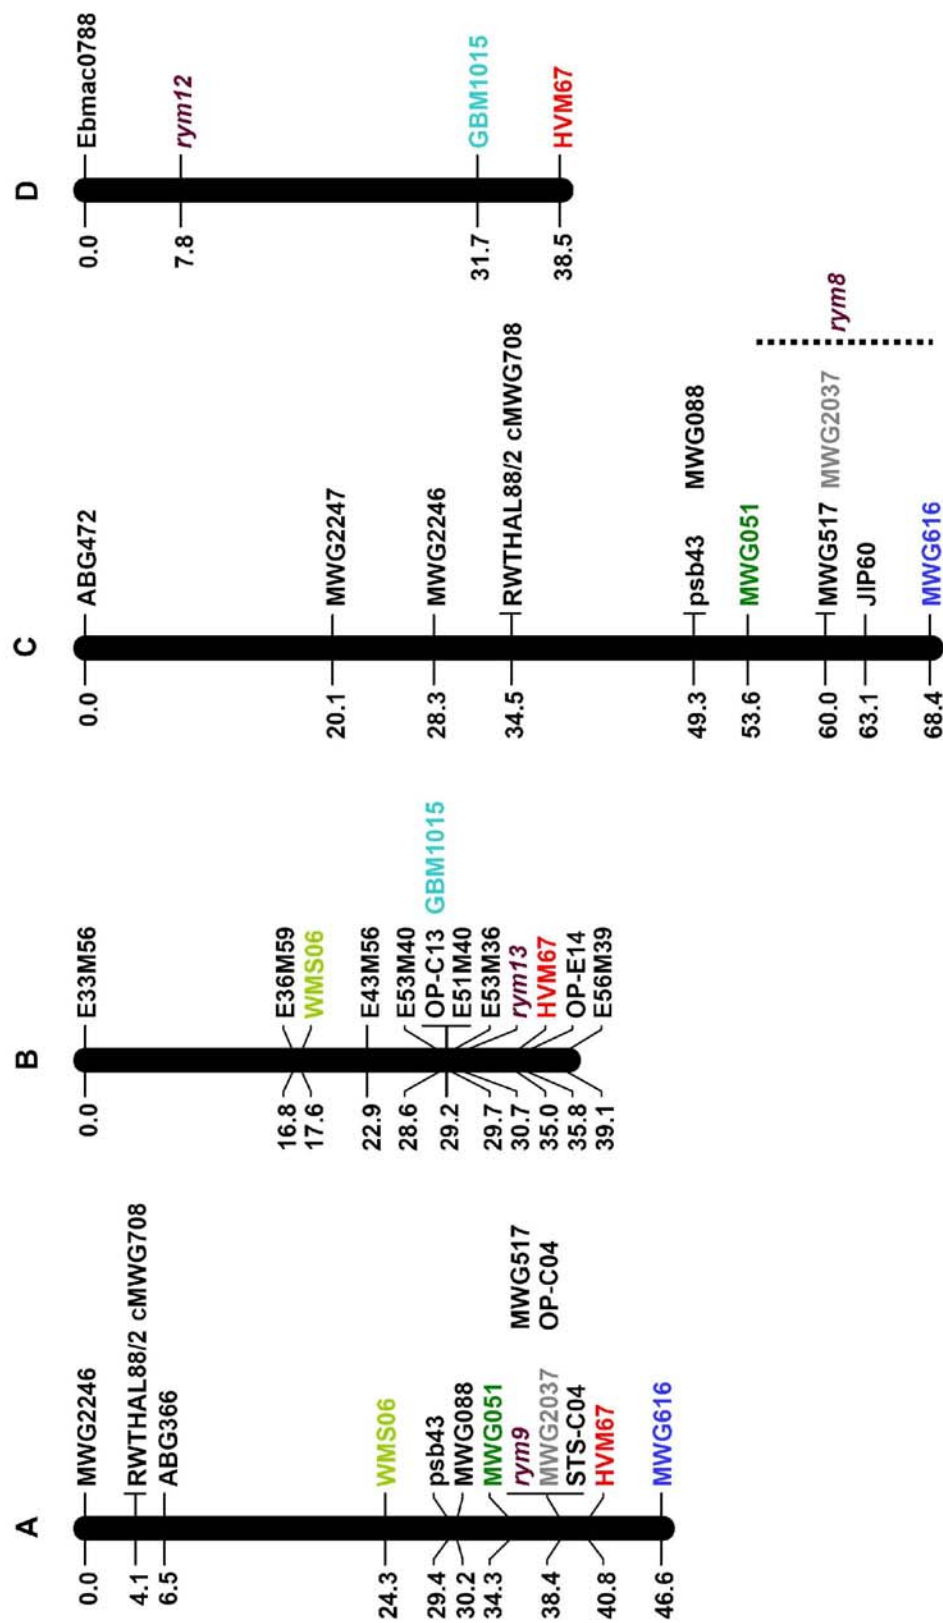 A
0.0 MWG2246
4.1 RWTHAL88/2 cMWG708
6.5 ABG366
24.3 WMS06
29.4 psb43
30.2 MWG088
34.3 MWG051
rym9 MWG517
38.4 MWG2037 OP-C04
STS-C04
40.8 HVM67
46.6 MWG616
B
0.0 E33M56
16.8 E36M59
17.6 WMS06
22.9 E43M56
28.6 E53M40
OP-C13 GBM1015
29.2 E51M40
29.7 E53M36
30.7 rym13
35.0 HVM67
35.8 OP-E14
39.1 E56M39
C
0.0 ABG472
20.1 MWG2247
28.3 MWG2246
34.5 RWTHAL88/2 cMWG708
49.3 psb43 MWG088
53.6 MWG051
60.0 MWG517 MWG2037
63.1 JIP60
68.4 MWG616
rym8
D
0.0 Ebmac0788
7.8 rym12
31.7 GBM1015
38.5 HVM67